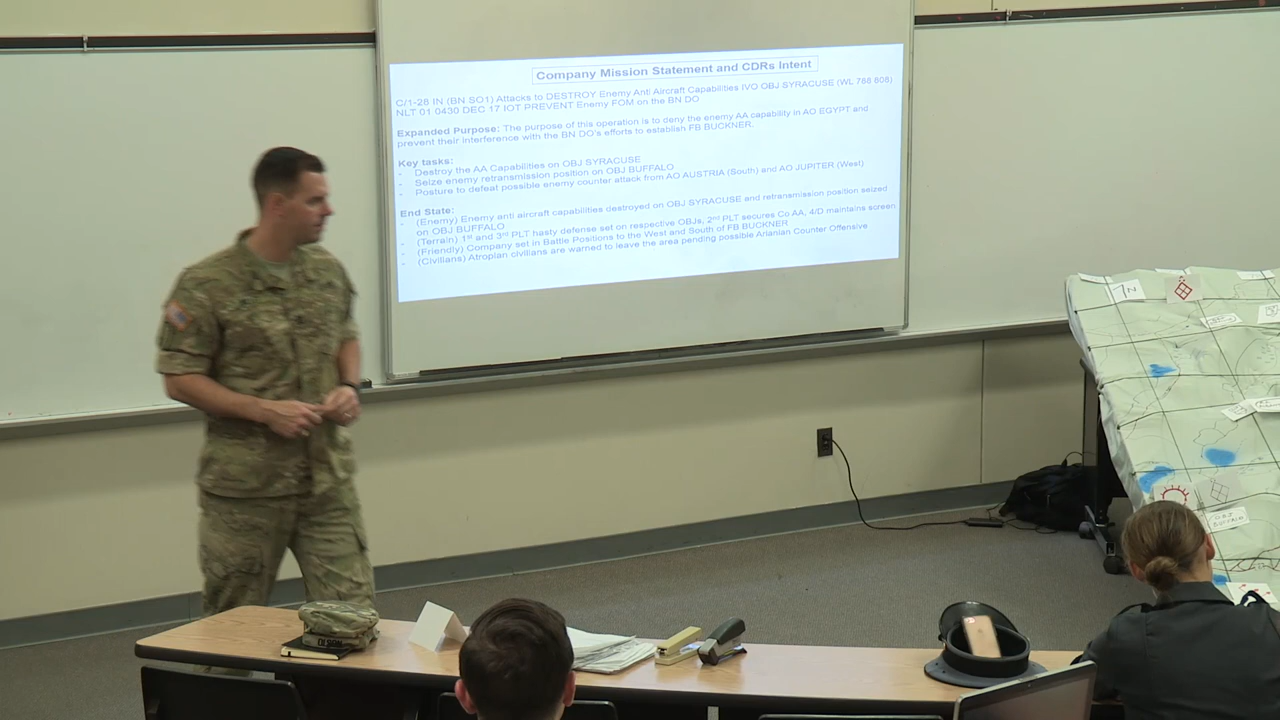 Company Mission Statement and CDRs Intent
C/1-28 IN (BN SO1) Attacks to DESTROY Enemy Anti Aircraft Capabilities IVO OBJ SYRACUSE (WL 788 808)
NLT 01 0430 DEC 17 IOT PREVENT Enemy FOM on the BN DO
Expanded Purpose: The purpose of this operation is to deny the enemy AA capability in AO EGYPT and
prevent their interference with the BN DO's efforts to establish FB BUCKNER.
Key tasks:
- Destroy the AA Capabilities on OBJ SYRACUSE
- Seize enemy retransmission position on OBJ BUFFALO
- Posture to defeat possible enemy counter attack from AO AUSTRIA (South) and AO JUPITER (West)
End State:
- (Enemy) Enemy anti aircraft capabilities destroyed on OBJ SYRACUSE and retransmission position seized
on OBJ BUFFALO
- (Terrain) 1st and 3rd PLT hasty defense set on respective OBJs, 2nd PLT secures Co AA, 4/D maintains screen
- (Friendly) Company set in Battle Positions to the West and South of FB BUCKNER
- (Civilians) Atropian civilians are warned to leave the area pending possible Arianian Counter Offensive
N
OBJ
BUFFALO
OLSON